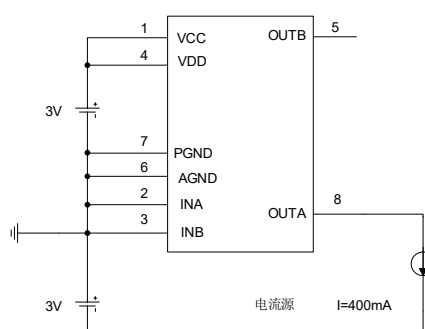 1 VCC OUTB 5
4 VDD
3V
7 PGND
6 AGND
2 INA
OUTA 8
3 INB
3V 电流源 I=400mA